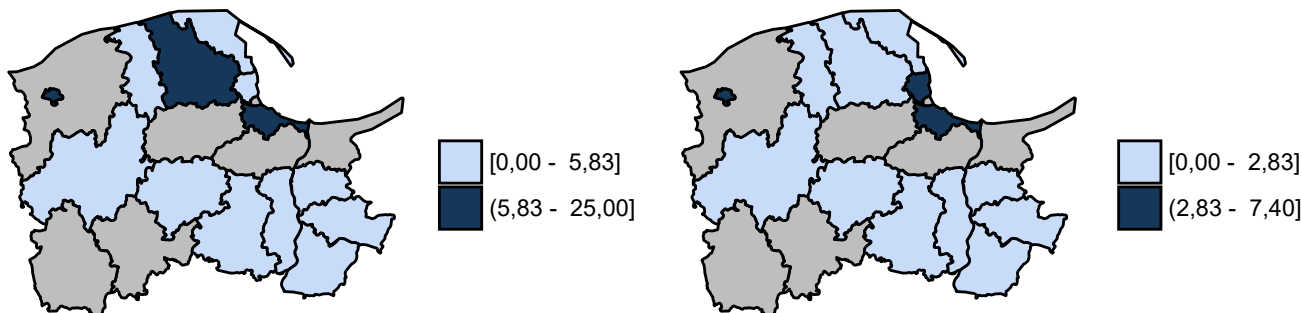 [0,00 - 5,83]
(5,83 - 25,00]
[0,00 - 2,83]
(2,83 - 7,40]